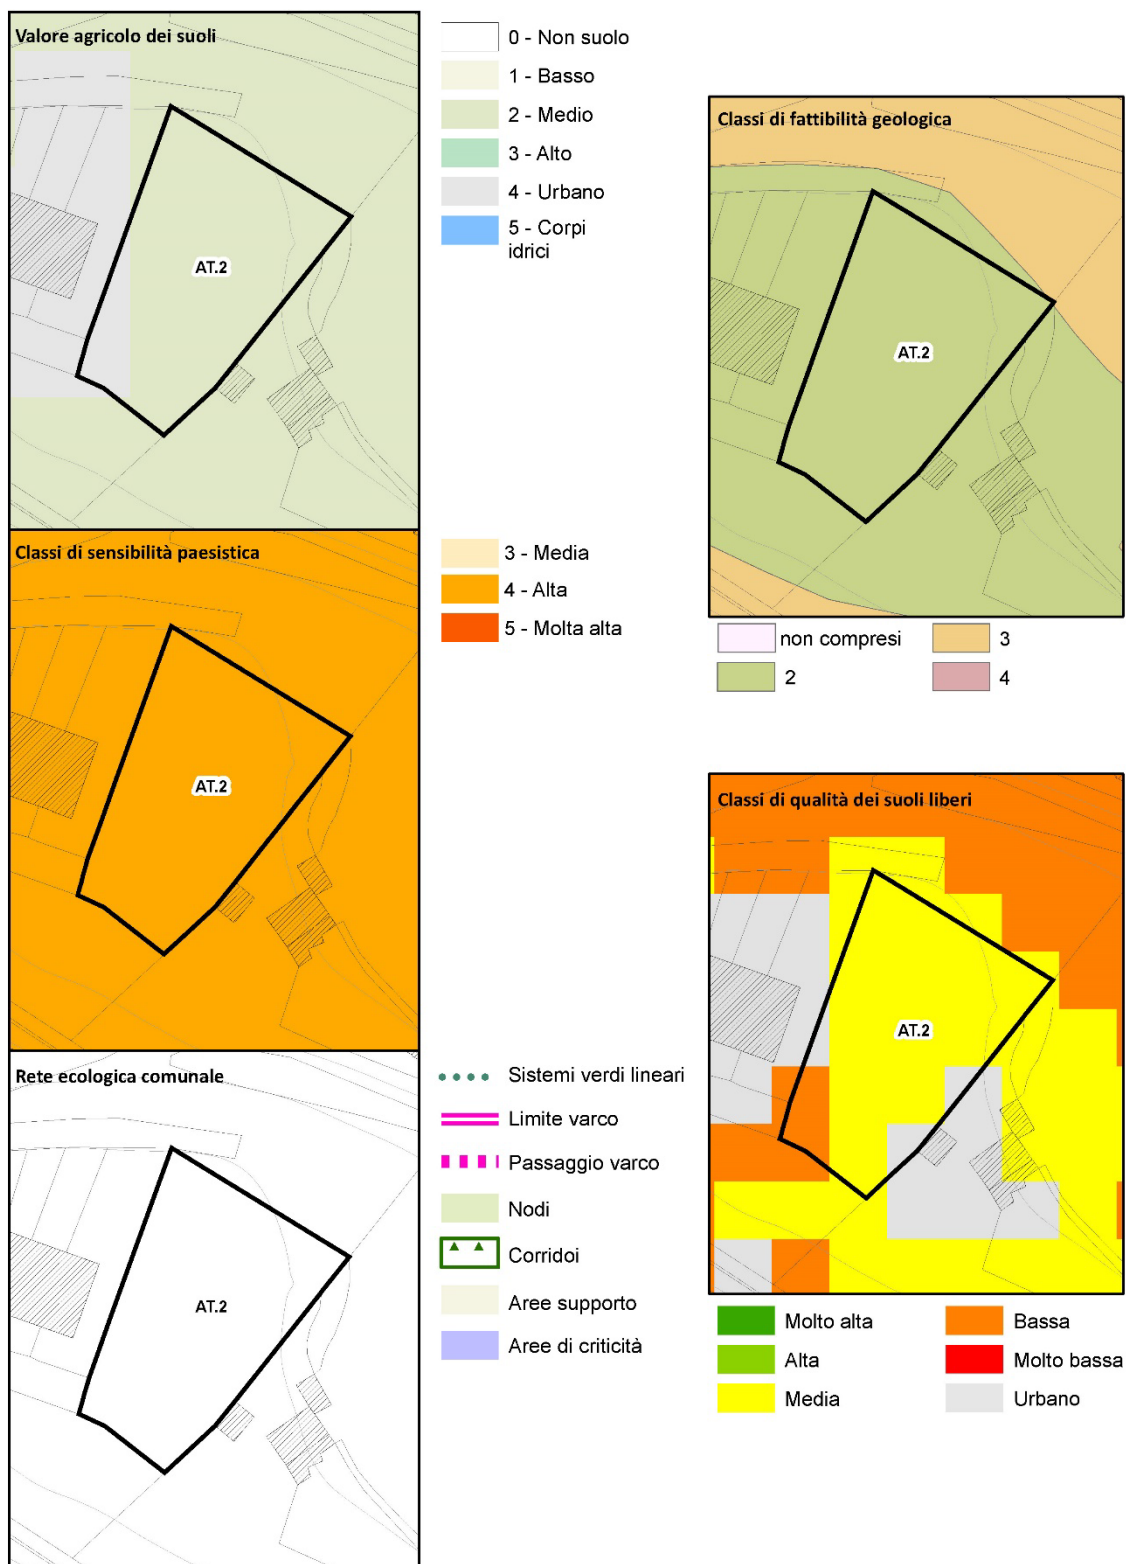 Valore agricolo dei suoli
AT.2
0 - Non suolo
1 - Basso
2 - Medio
3 - Alto
4 - Urbano
5 - Corpi
idrici
Classi di fattibilità geologica
AT.2
non compresi
3
2
4
Classi di sensibilità paesistica
AT.2
3 - Media
4 - Alta
5 - Molta alta
Classi di qualità dei suoli liberi
AT.2
Molto alta
Bassa
Alta
Molto bassa
Media
Urbano
Rete ecologica comunale
AT.2
Sistemi verdi lineari
Limite varco
Passaggio varco
Nodi
Corridoi
Aree supporto
Aree di criticità